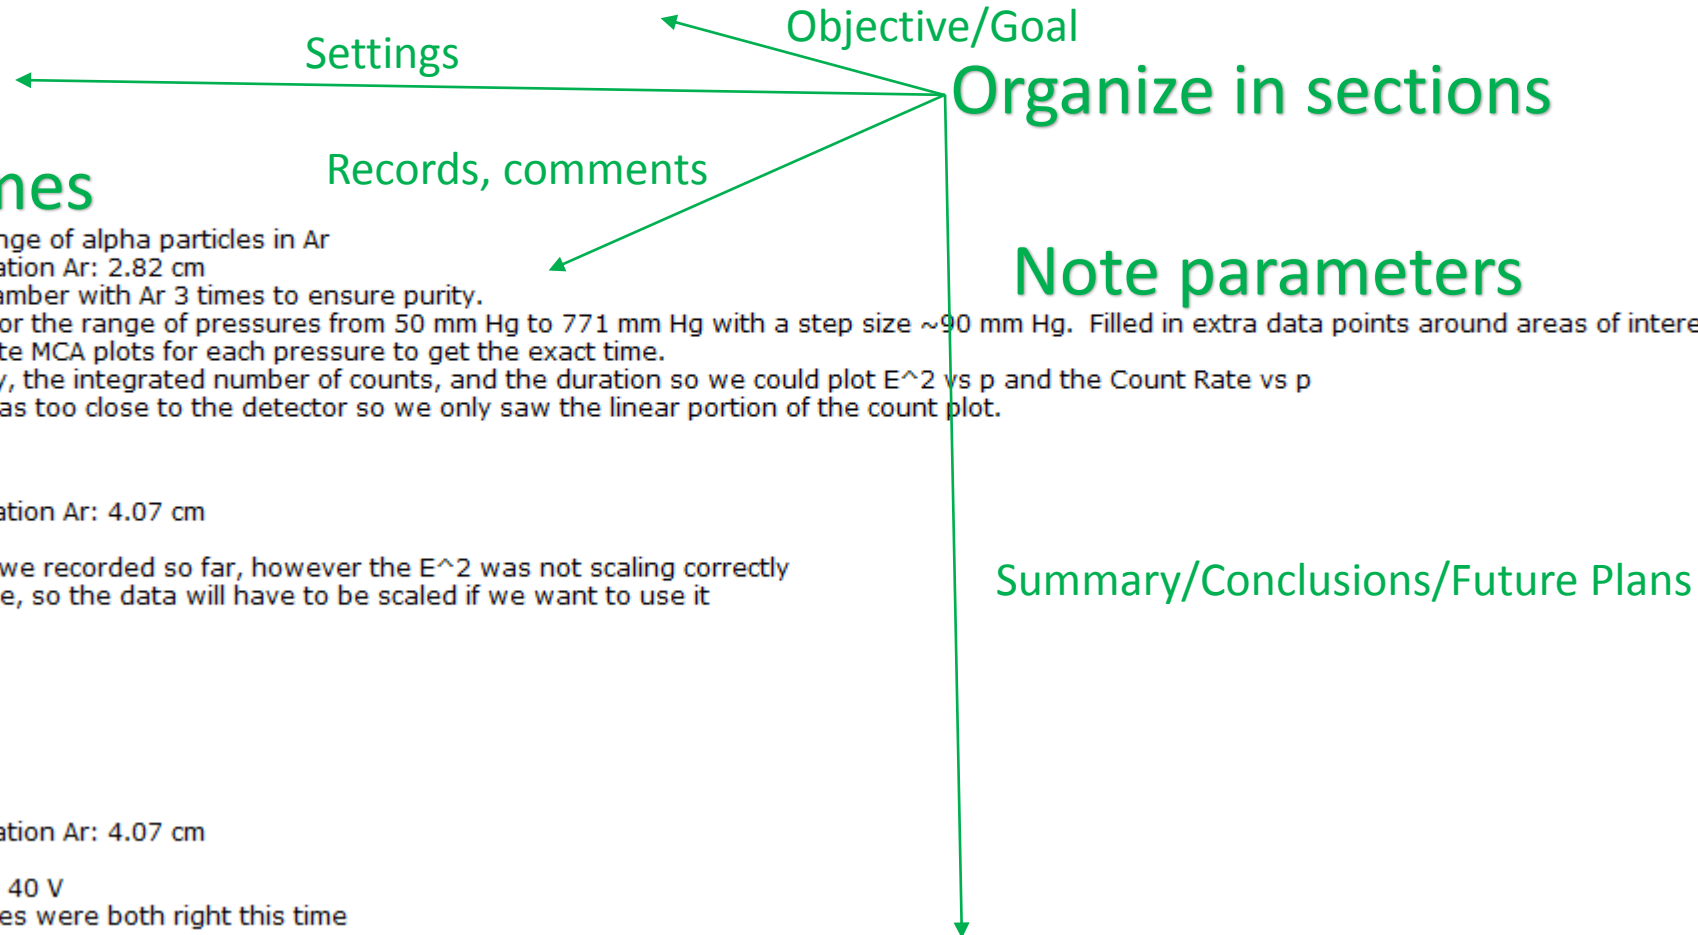 Objective/Goal
Settings
Organize in sections
Records, comments
mes
nge of alpha particles in Ar
ation Ar: 2.82 cm
Note parameters
amber with Ar 3 times to ensure purity.
or the range of pressures from 50 mm Hg to 771 mm Hg with a step size ~90 mm Hg.  Filled in extra data points around areas of intere
te MCA plots for each pressure to get the exact time.
y, the integrated number of counts, and the duration so we could plot E^2 vs p and the Count Rate vs p
as too close to the detector so we only saw the linear portion of the count plot.
ation Ar: 4.07 cm
we recorded so far, however the E^2 was not scaling correctly
e, so the data will have to be scaled if we want to use it
Summary/Conclusions/Future Plans
ation Ar: 4.07 cm
40 V
es were both right this time